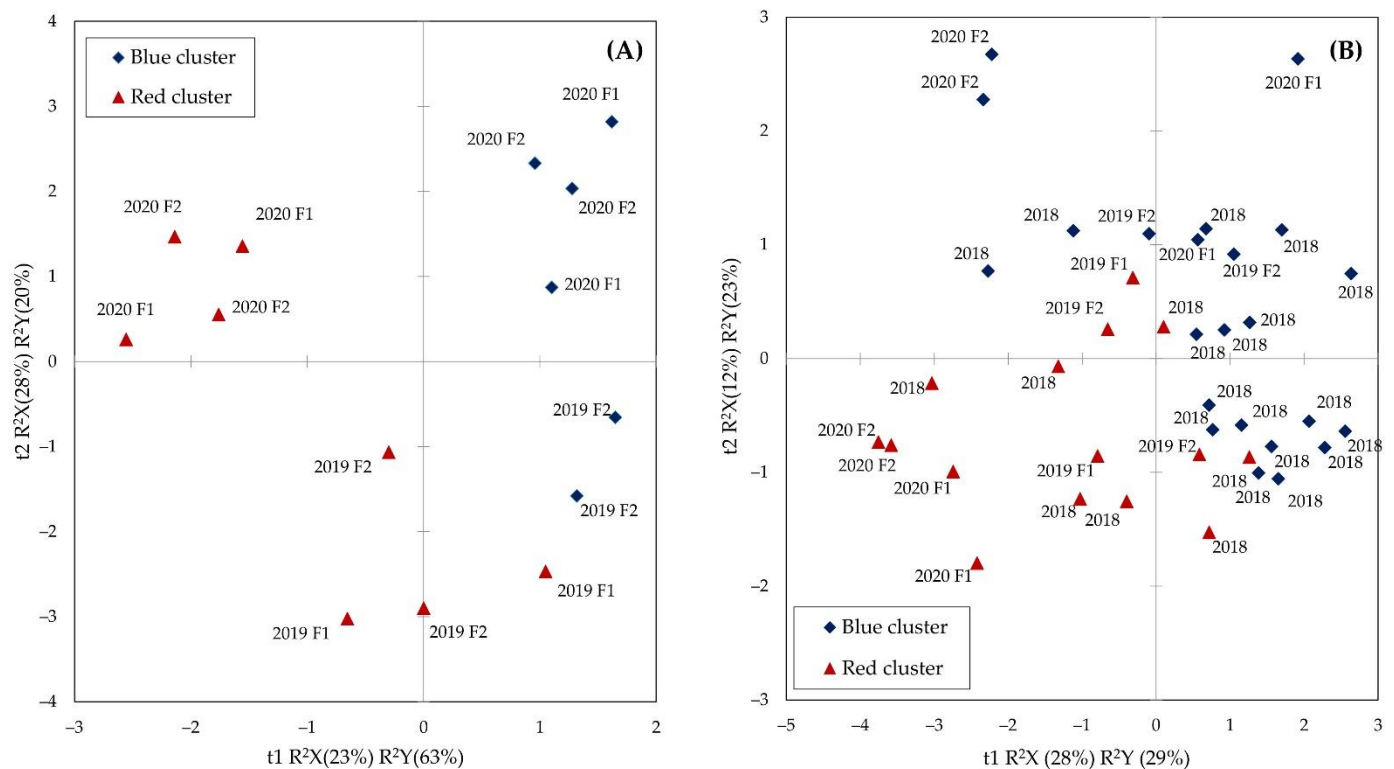 4
3
2
1
0
–1
–2
–3
–4
–3
–2
–1
0
1
2
t2 R²X(28%) R²Y(20%)
t1 R²X(23%) R²Y(63%)
(A)
Blue cluster
Red cluster
2020 F1
2020 F2
2020 F2
2020 F1
2020 F2
2020 F1
2020 F2
2020 F1
2019 F2
2019 F2
2019 F2
2019 F1
2019 F1
2019 F2
3
2
1
0
–1
–2
–3
–5
–4
–3
–2
–1
0
1
2
3
t2 R²X(12%) R²Y(23%)
t1 R²X (28%) R²Y (29%)
(B)
2020 F2
2020 F2
2020 F1
2018
2019 F2
2018
2018
2020 F1
2018
2019 F2
2019 F1
2018
2019 F2
2018
2018
2018
2018
2018
2018
2018
2018
2018
2018
2018
2020 F2
2019 F2
2018
2018
2018
2020 F2
2019 F1
2020 F1
2018
2018
2018
2018
2018
2018
2020 F1
Blue cluster
Red cluster